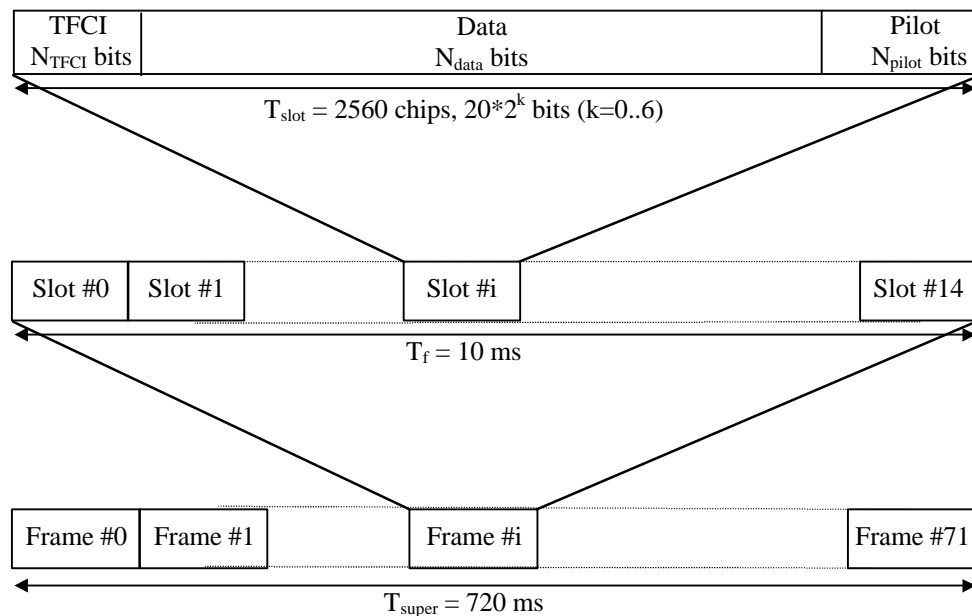 TFCI Data Pilot
N_TFCI bits N_data bits N_pilot bits
T_slot = 2560 chips, 20*2^k bits (k=0..6)
Slot #0 Slot #1 Slot #i Slot #14
T_f = 10 ms
Frame #0 Frame #1 Frame #i Frame #71
T_super = 720 ms